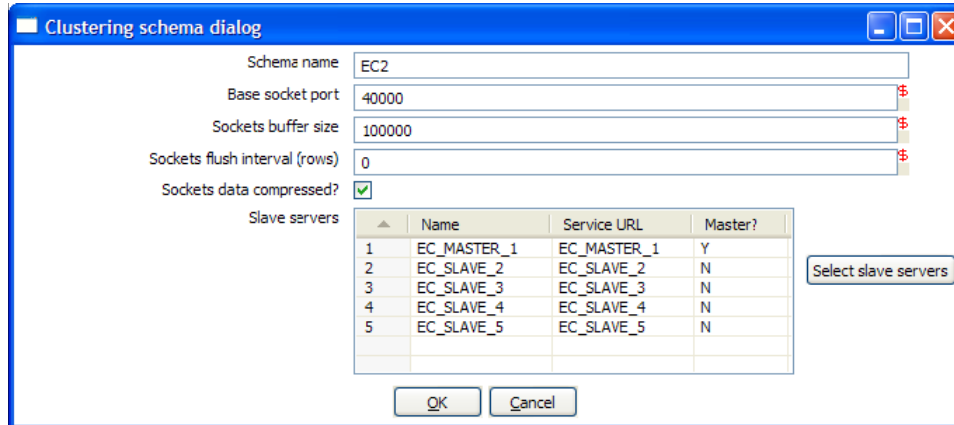 Clustering schema dialog
Schema name EC2
Base socket port 40000 $
Sockets buffer size 100000 $
Sockets flush interval (rows) 0 $
Sockets data compressed?
Slave servers
Name Service URL Master?
1 EC_MASTER_1 EC_MASTER_1 Y
2 EC_SLAVE_2 EC_SLAVE_2 N
3 EC_SLAVE_3 EC_SLAVE_3 N
4 EC_SLAVE_4 EC_SLAVE_4 N
5 EC_SLAVE_5 EC_SLAVE_5 N
Select slave servers
OK Cancel